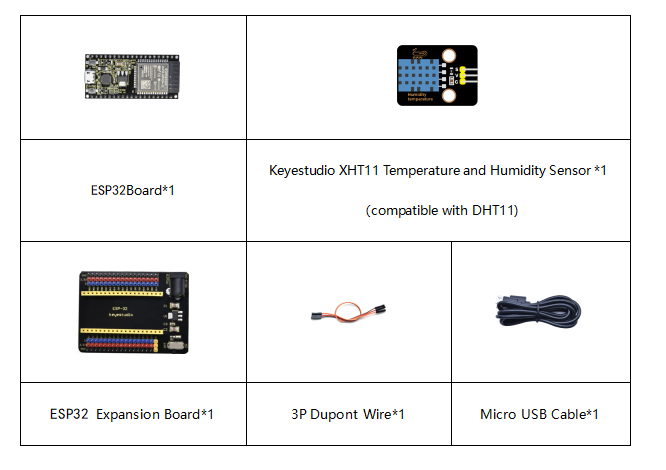 Humidity
temperature
S
V
G
ESP32Board*1
Keyestudio XHT11 Temperature and Humidity Sensor *1
(compatible with DHT11)
ESP-32
keyestudio
ESP32 Expansion Board*1
3P Dupont Wire*1
Micro USB Cable*1